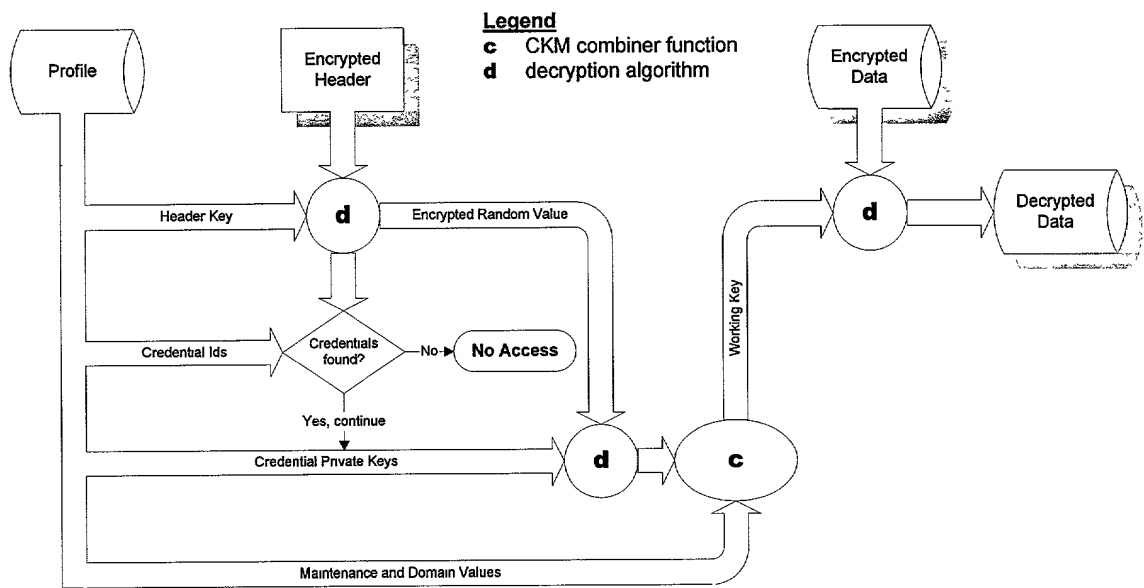 Legend
c CKM combiner function
d decryption algorithm
Profile
Encrypted
Header
Encrypted
Data
Header Key
d
Encrypted Random Value
d
Decrypted
Data
Working Key
Credential Ids
Credentials
found?
No
No Access
Yes, continue
Credential Private Keys
d
c
Maintenance and Domain Values